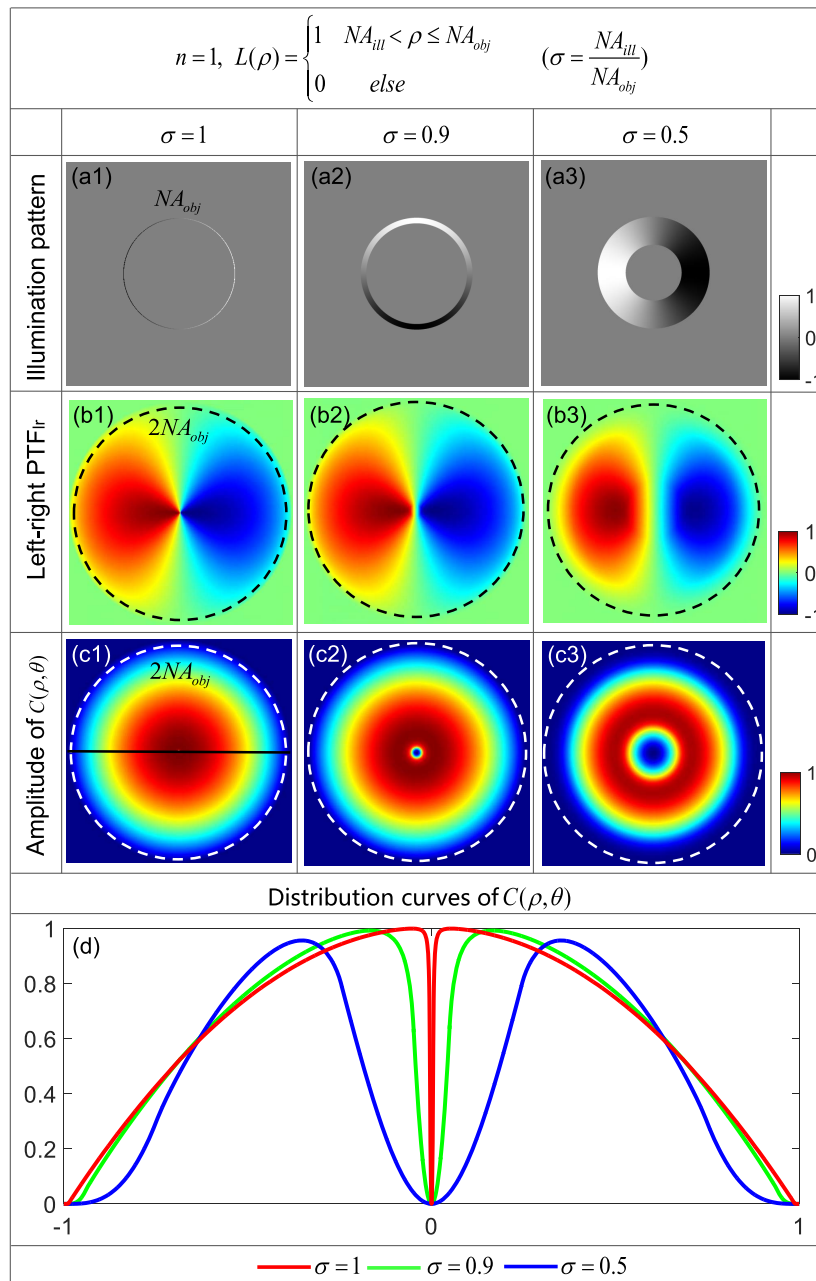 n = 1, L(ρ) = { 1 NA_ill < ρ ≤ NA_obj (σ = NA_ill / NA_obj)
0 else
σ = 1 σ = 0.9 σ = 0.5
Illumination pattern
(a1) NA_obj
(a2)
(a3)
1
0
-1
Left-right PTF_lr
(b1) 2NA_obj
(b2)
(b3)
1
0
-1
Amplitude of C(ρ,θ)
(c1) 2NA_obj
(c2)
(c3)
1
0
Distribution curves of C(ρ,θ)
(d)
1
0.8
0.6
0.4
0.2
0
-1 0 1
σ = 1 σ = 0.9 σ = 0.5